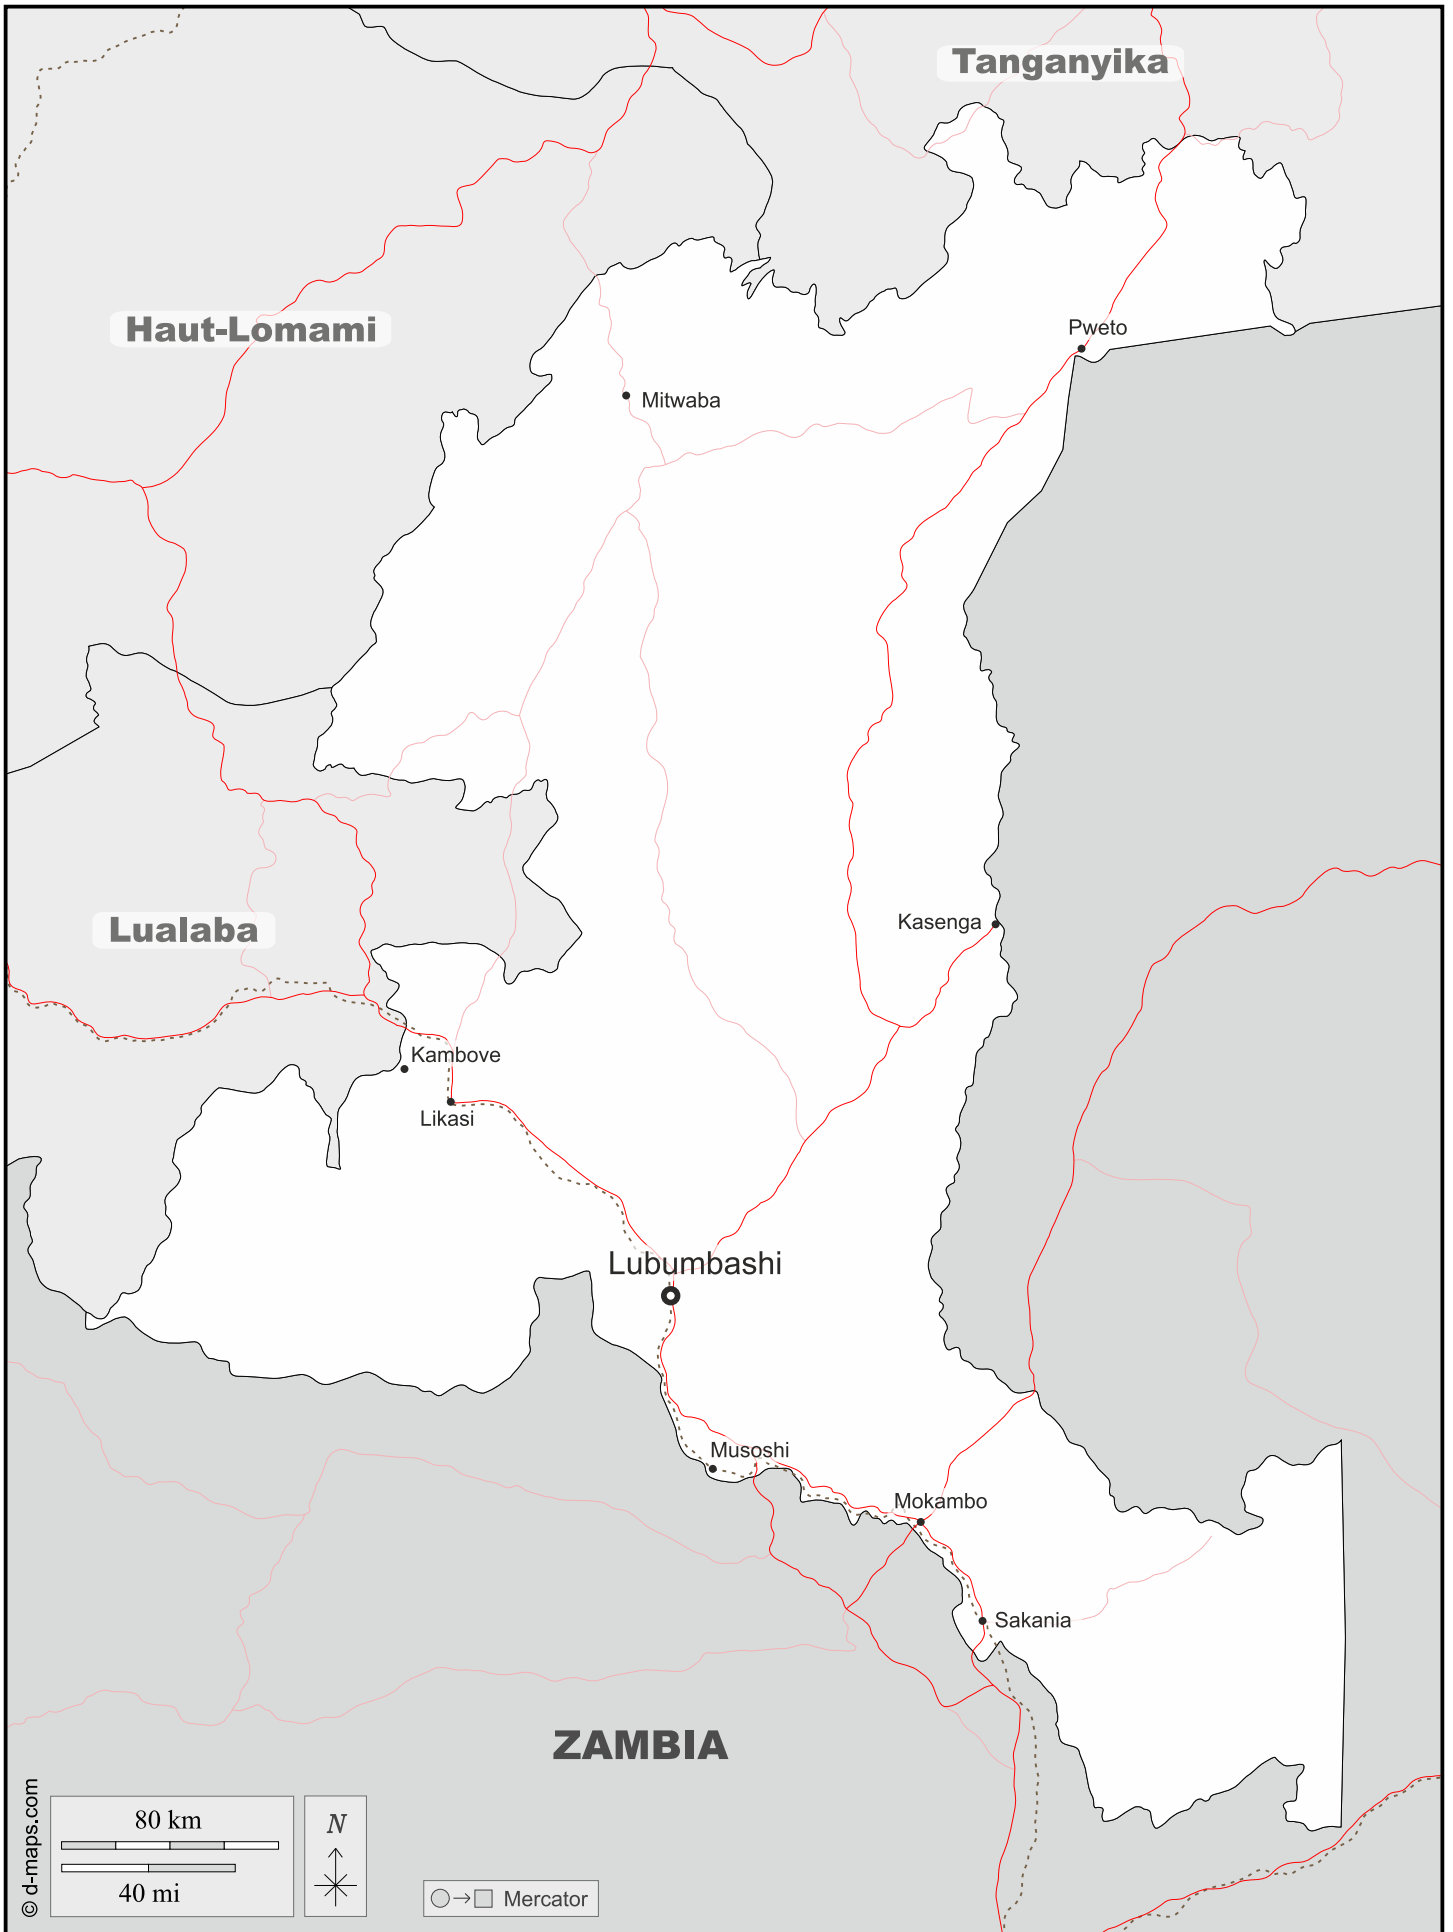 Tanganyika
Haut-Lomami
Pweto
Mitwaba
Lualaba
Kasenga
Kambove
Likasi
Lubumbashi
Musoshi
Mokambo
Sakania
ZAMBIA
© d-maps.com
80 km
40 mi
N
Mercator